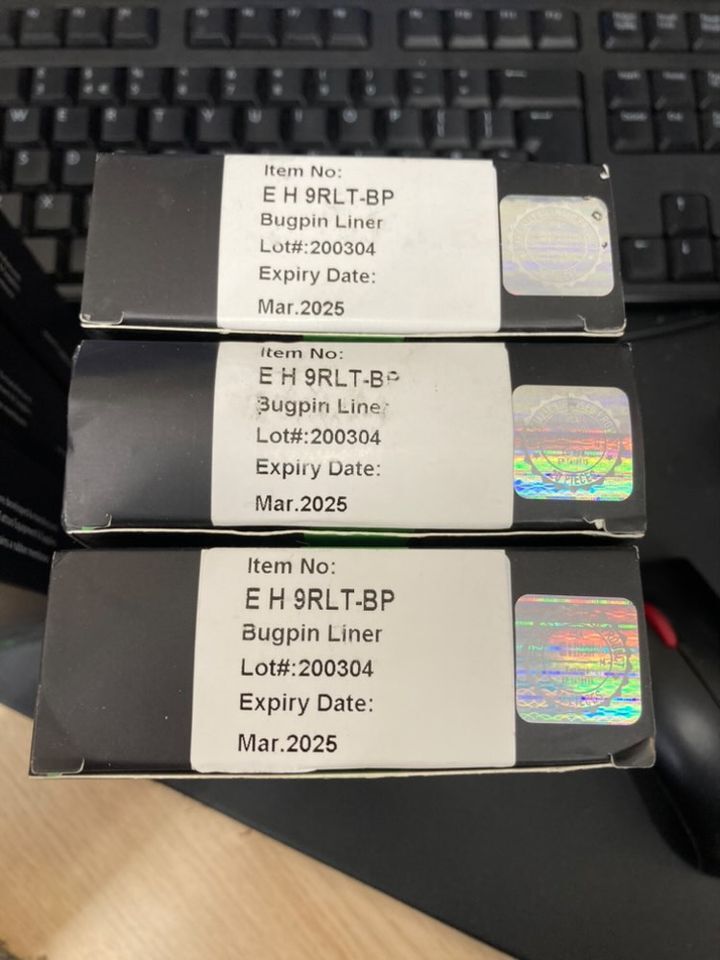 Item No:
E H 9RLT-BP
Bugpin Liner
Lot#:200304
Expiry Date:
Mar.2025
Item No:
E H 9RLT-BP
Bugpin Liner
Lot#:200304
Expiry Date:
Mar.2025
PIECES
Item No:
E H 9RLT-BP
Bugpin Liner
Lot#:200304
Expiry Date:
Mar.2025
W E R T Y U I O P
S D